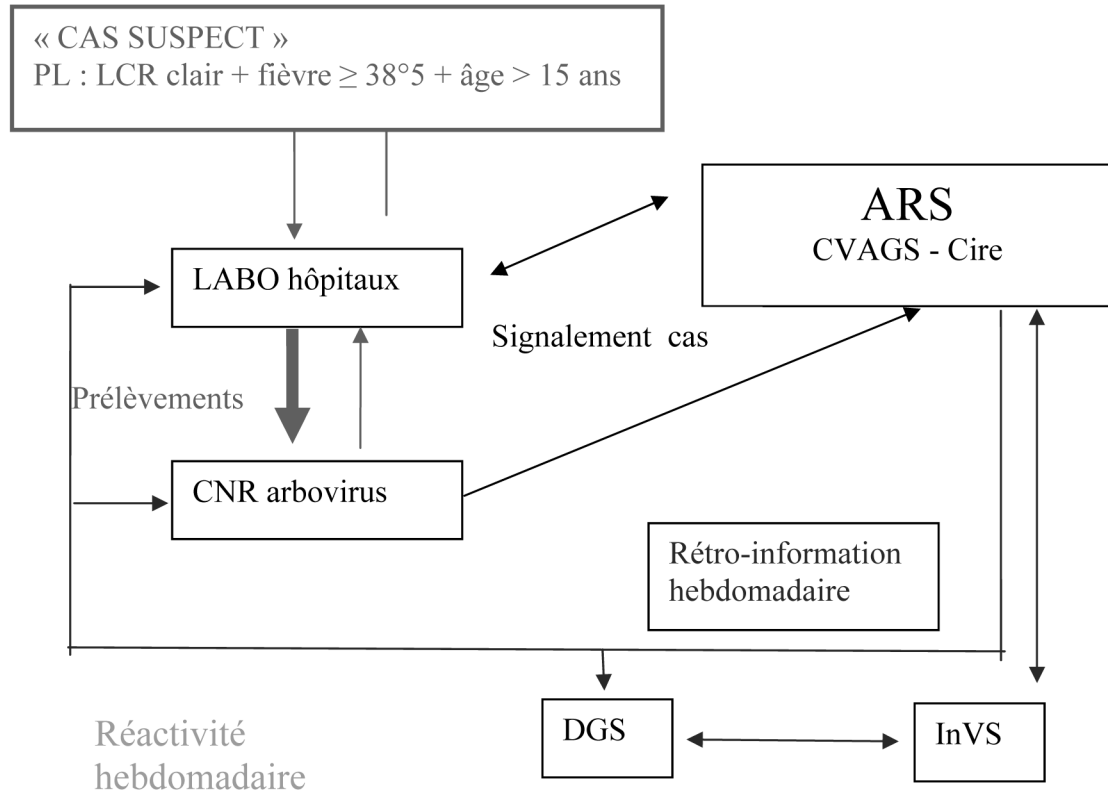 « CAS SUSPECT »
PL : LCR clair + fièvre ≥ 38°5 + âge > 15 ans
ARS
CVAGS - Cire
LABO hôpitaux
Signalement cas
Prélèvements
CNR arbovirus
Rétro-information
hebdomadaire
DGS
InVS
Réactivité
hebdomadaire